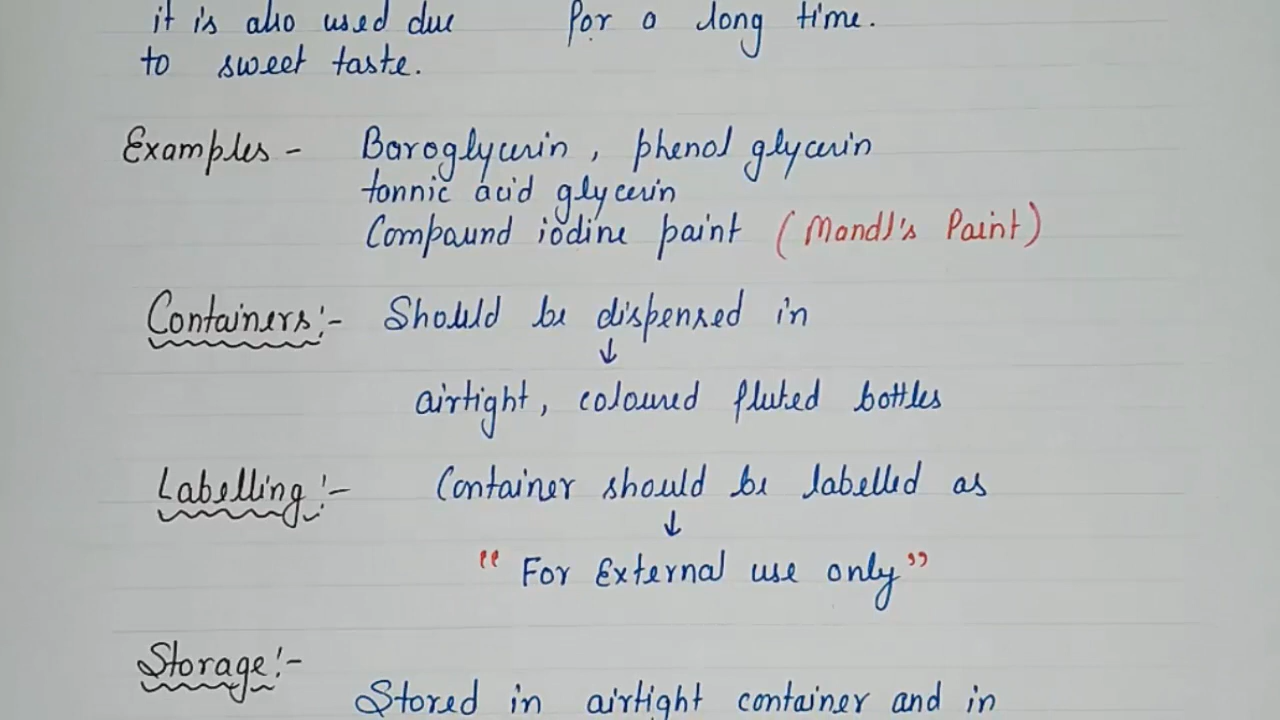 it is also used due for a long time.
to sweet taste.
Examples - Boroglycerin, phenol glycerin
tannic acid glycerin
Compound iodine paint (Mandl's Paint)
Containers:- Should be dispensed in
↓
airtight, coloured fluted bottles
Labelling:- Container should be labelled as
↓
"For External use only"
Storage:-
Stored in airtight container and in